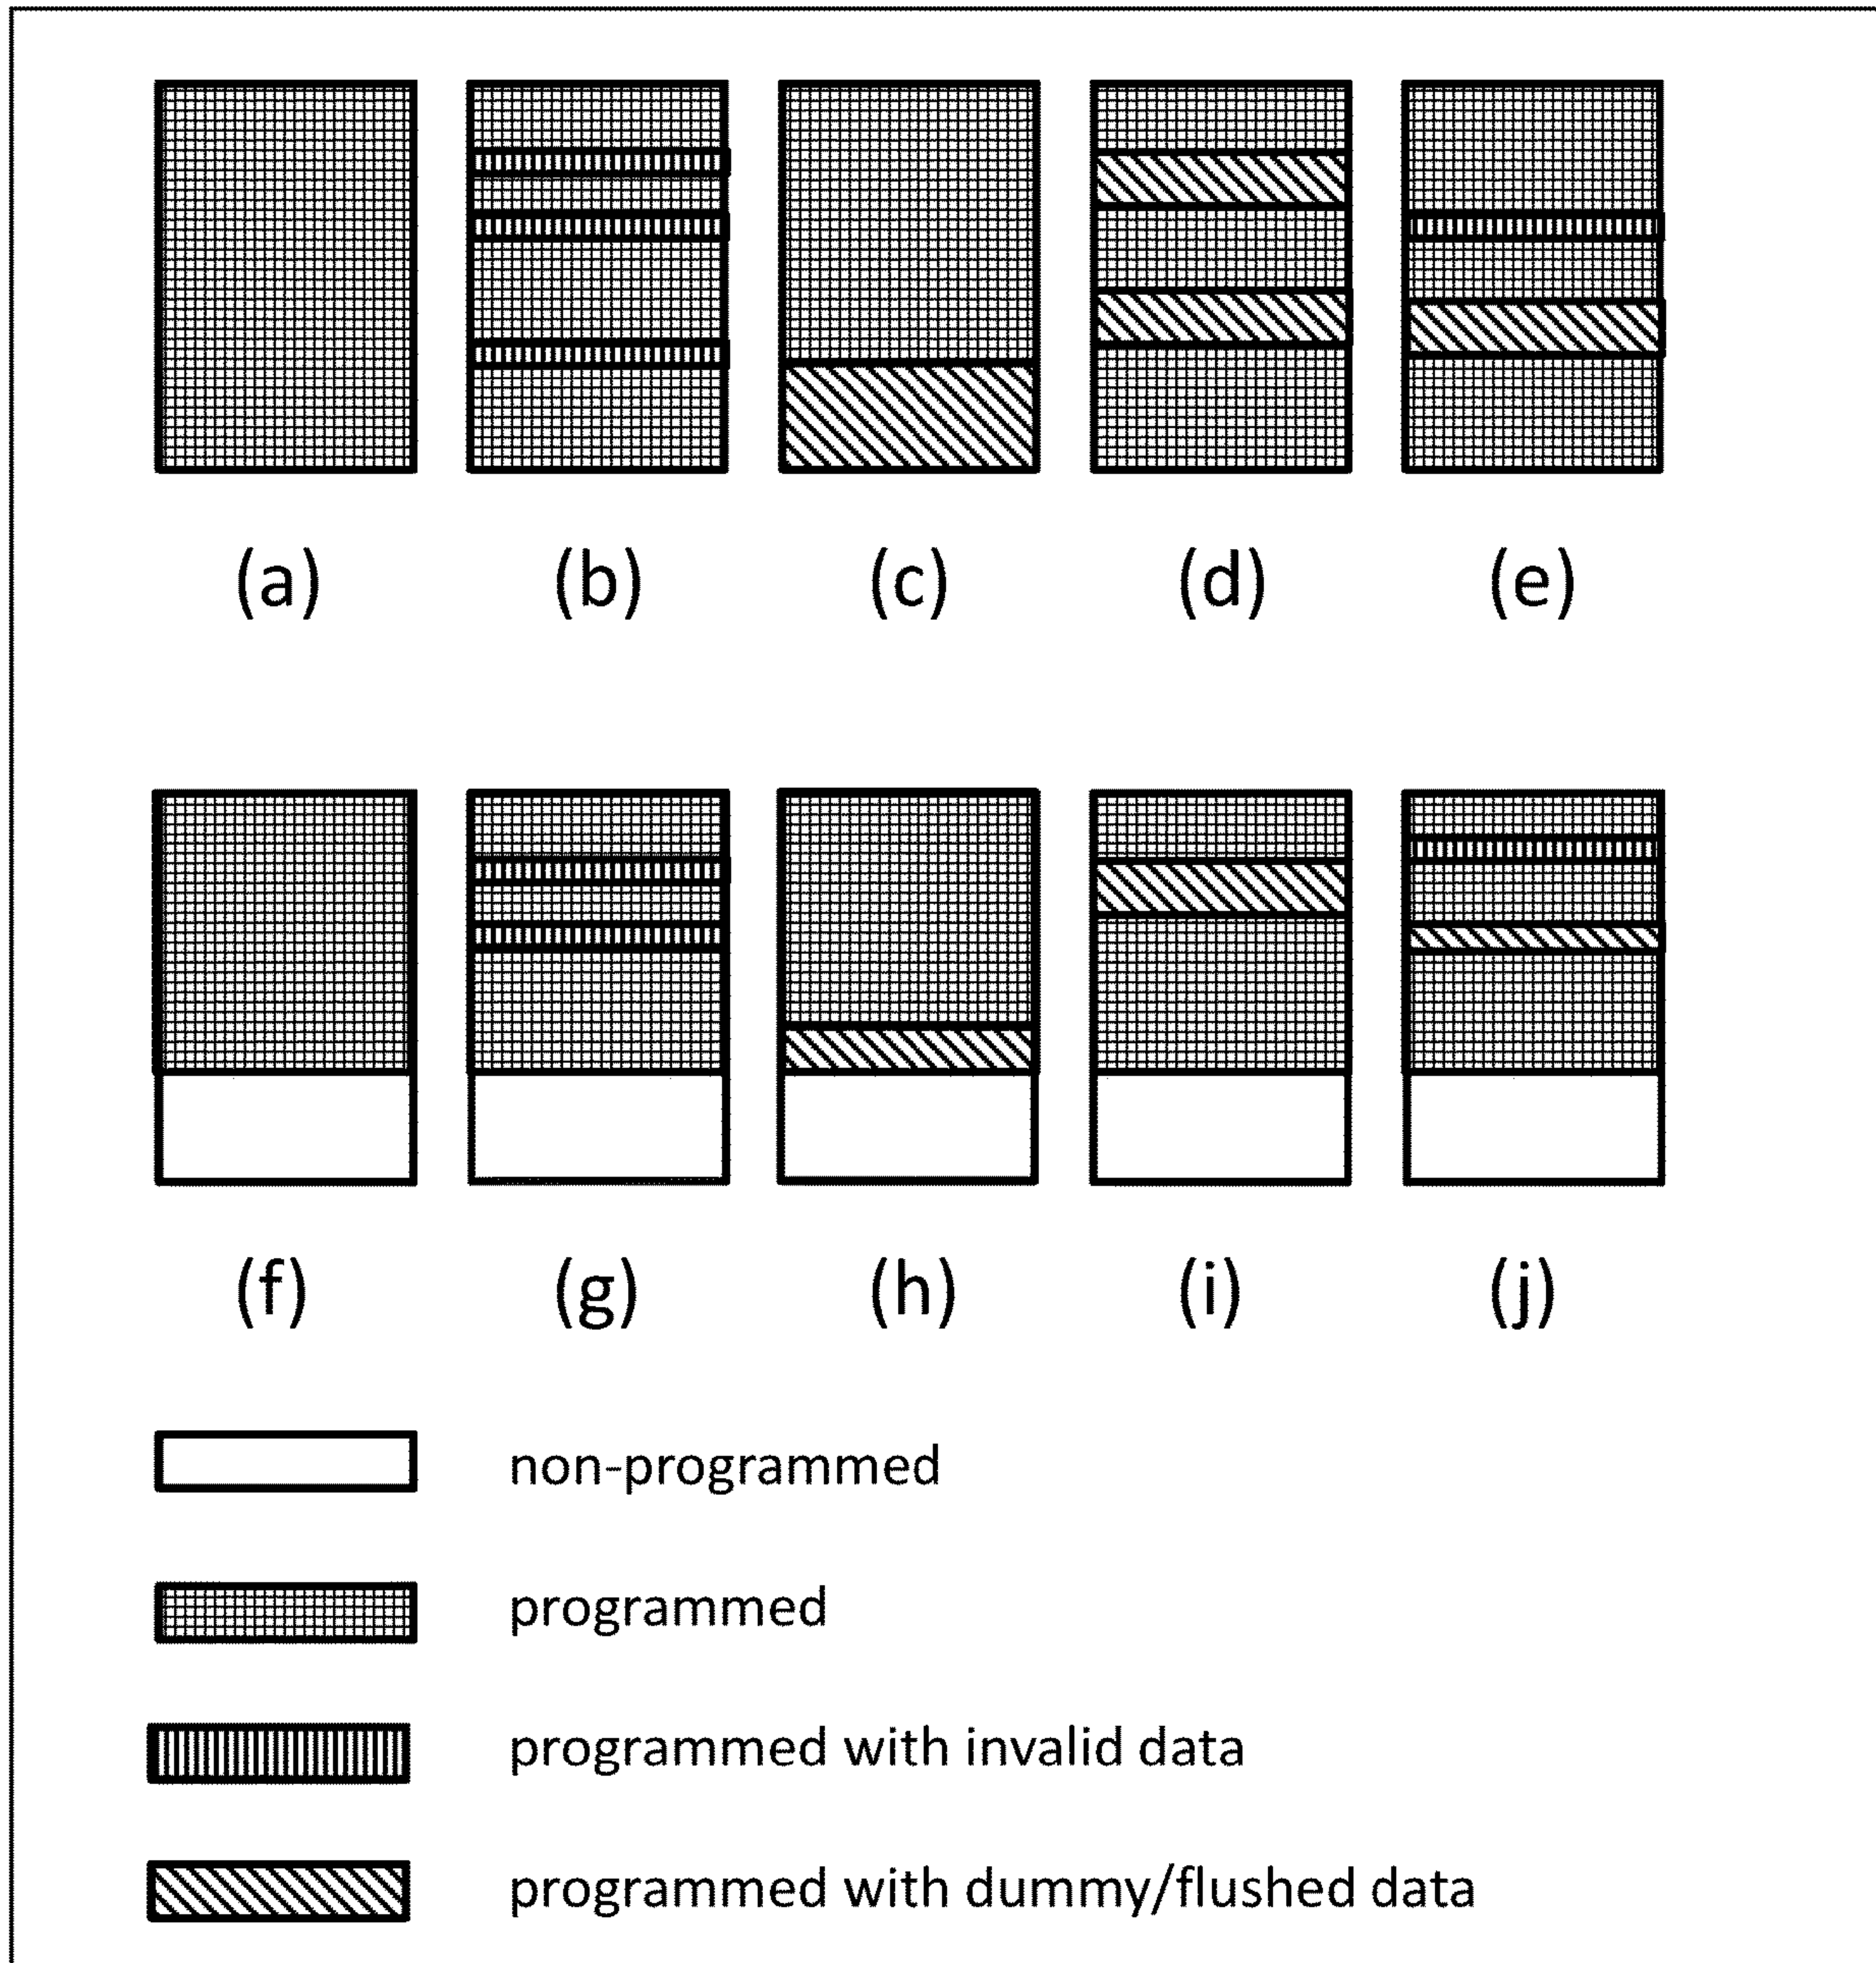 (a) (b) (c) (d) (e)
(f) (g) (h) (i) (j)
non-programmed
programmed
programmed with invalid data
programmed with dummy/flushed data